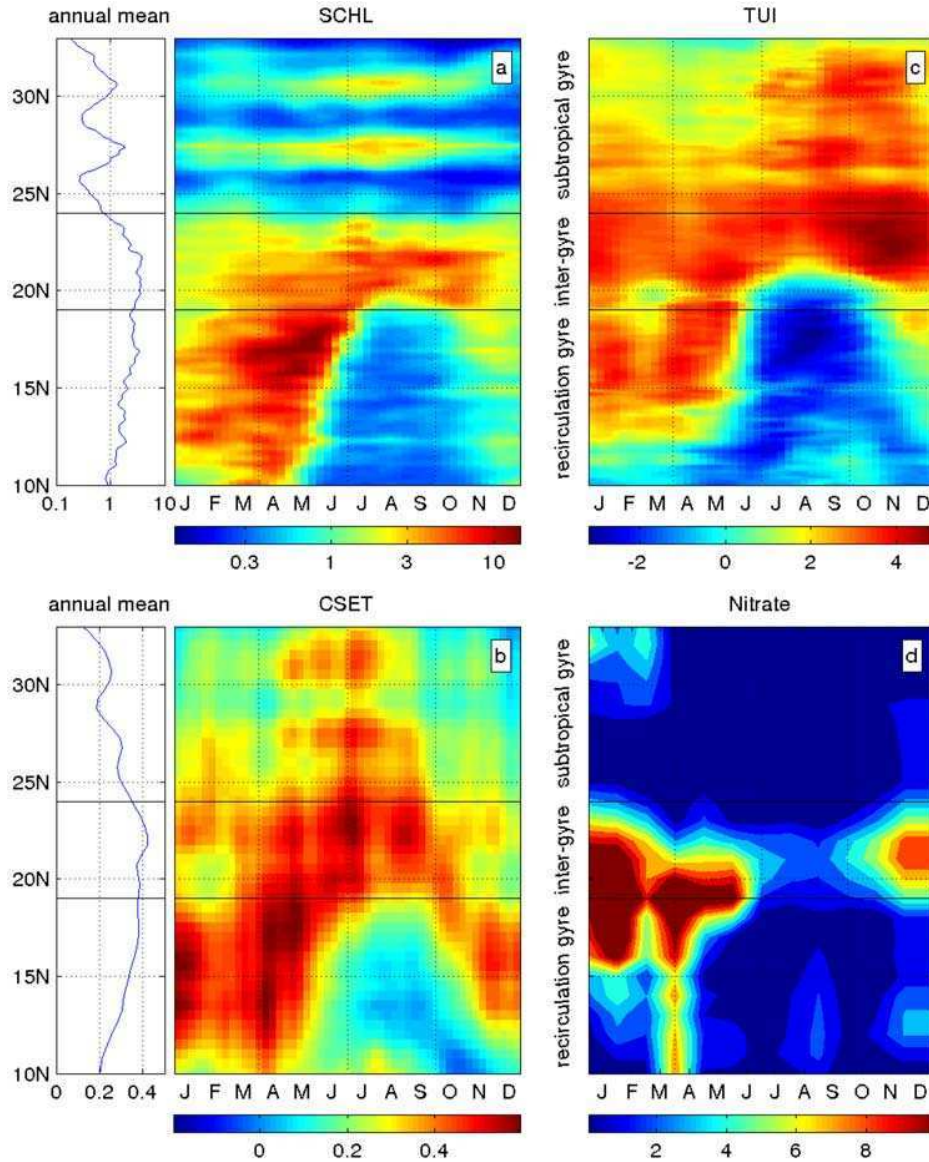 annual mean
SCHL
TUI
a
c
30N
25N
20N
15N
10N
0.1 1 10
J F M A M J J A S O N D
J F M A M J J A S O N D
subtropical gyre
inter-gyre
recirculation gyre
0.3 1 3 10
-2 0 2 4
annual mean
CSET
Nitrate
b
d
30N
25N
20N
15N
10N
0 0.2 0.4
J F M A M J J A S O N D
J F M A M J J A S O N D
subtropical gyre
inter-gyre
recirculation gyre
0 0.2 0.4
2 4 6 8